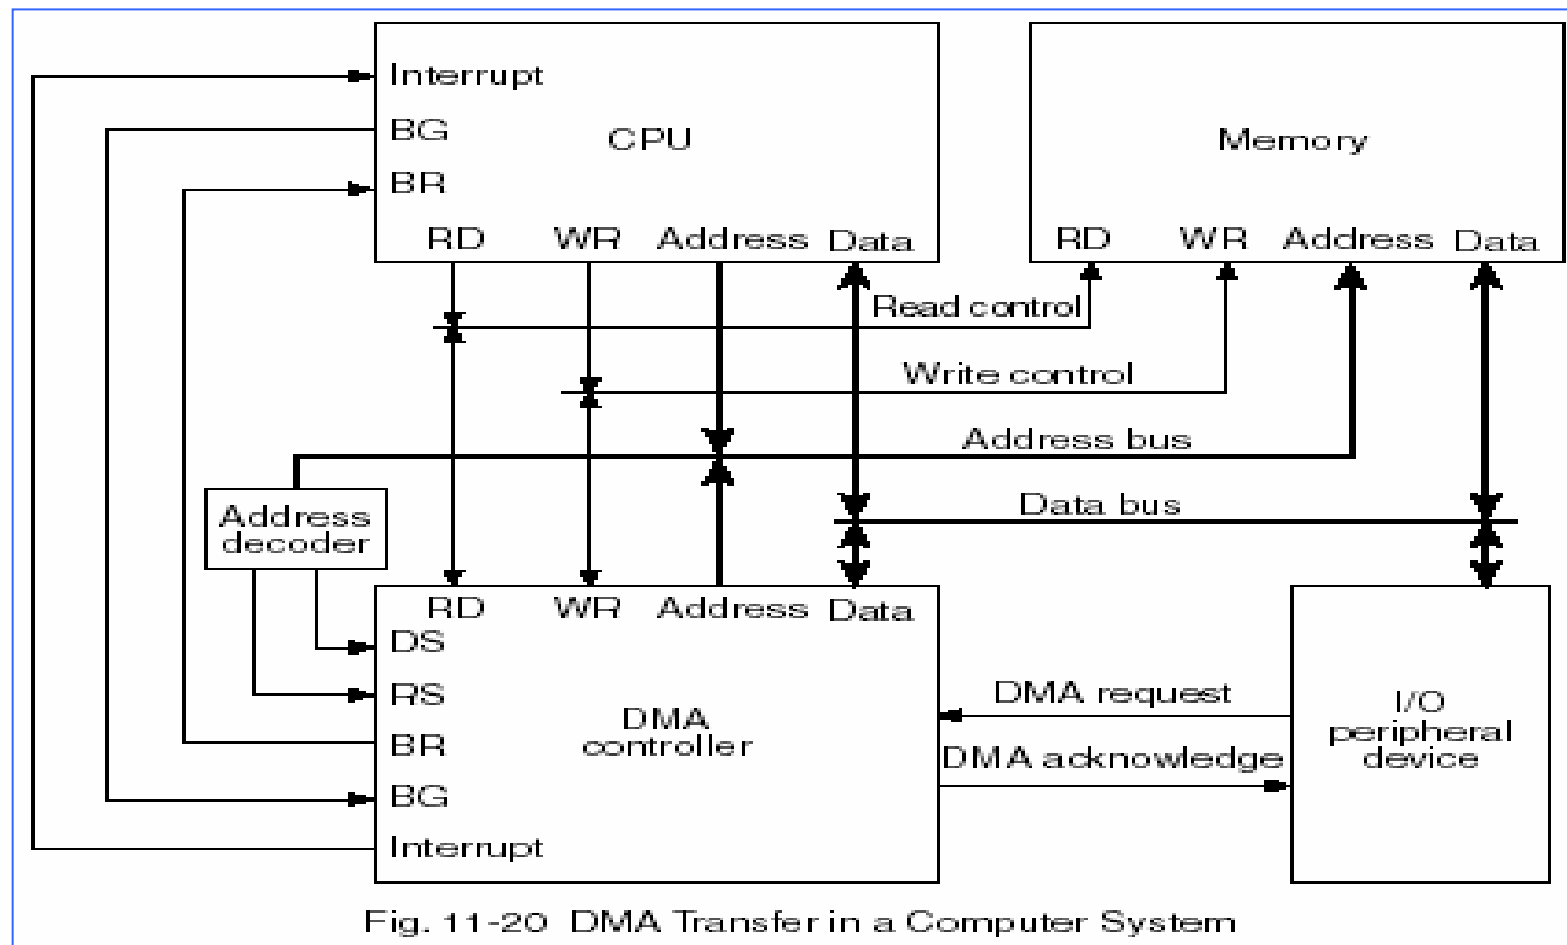 Interrupt
BG
CPU
Memory
BR
RD WR Address Data
RD WR Address Data
Read control
Write control
Address bus
Data bus
Address
decoder
RD WR Address Data
DS
RS
DMA
controller
BR
BG
Interrupt
DMA request
DMA acknowledge
I/O
peripheral
device
Fig. 11-20 DMA Transfer in a Computer System